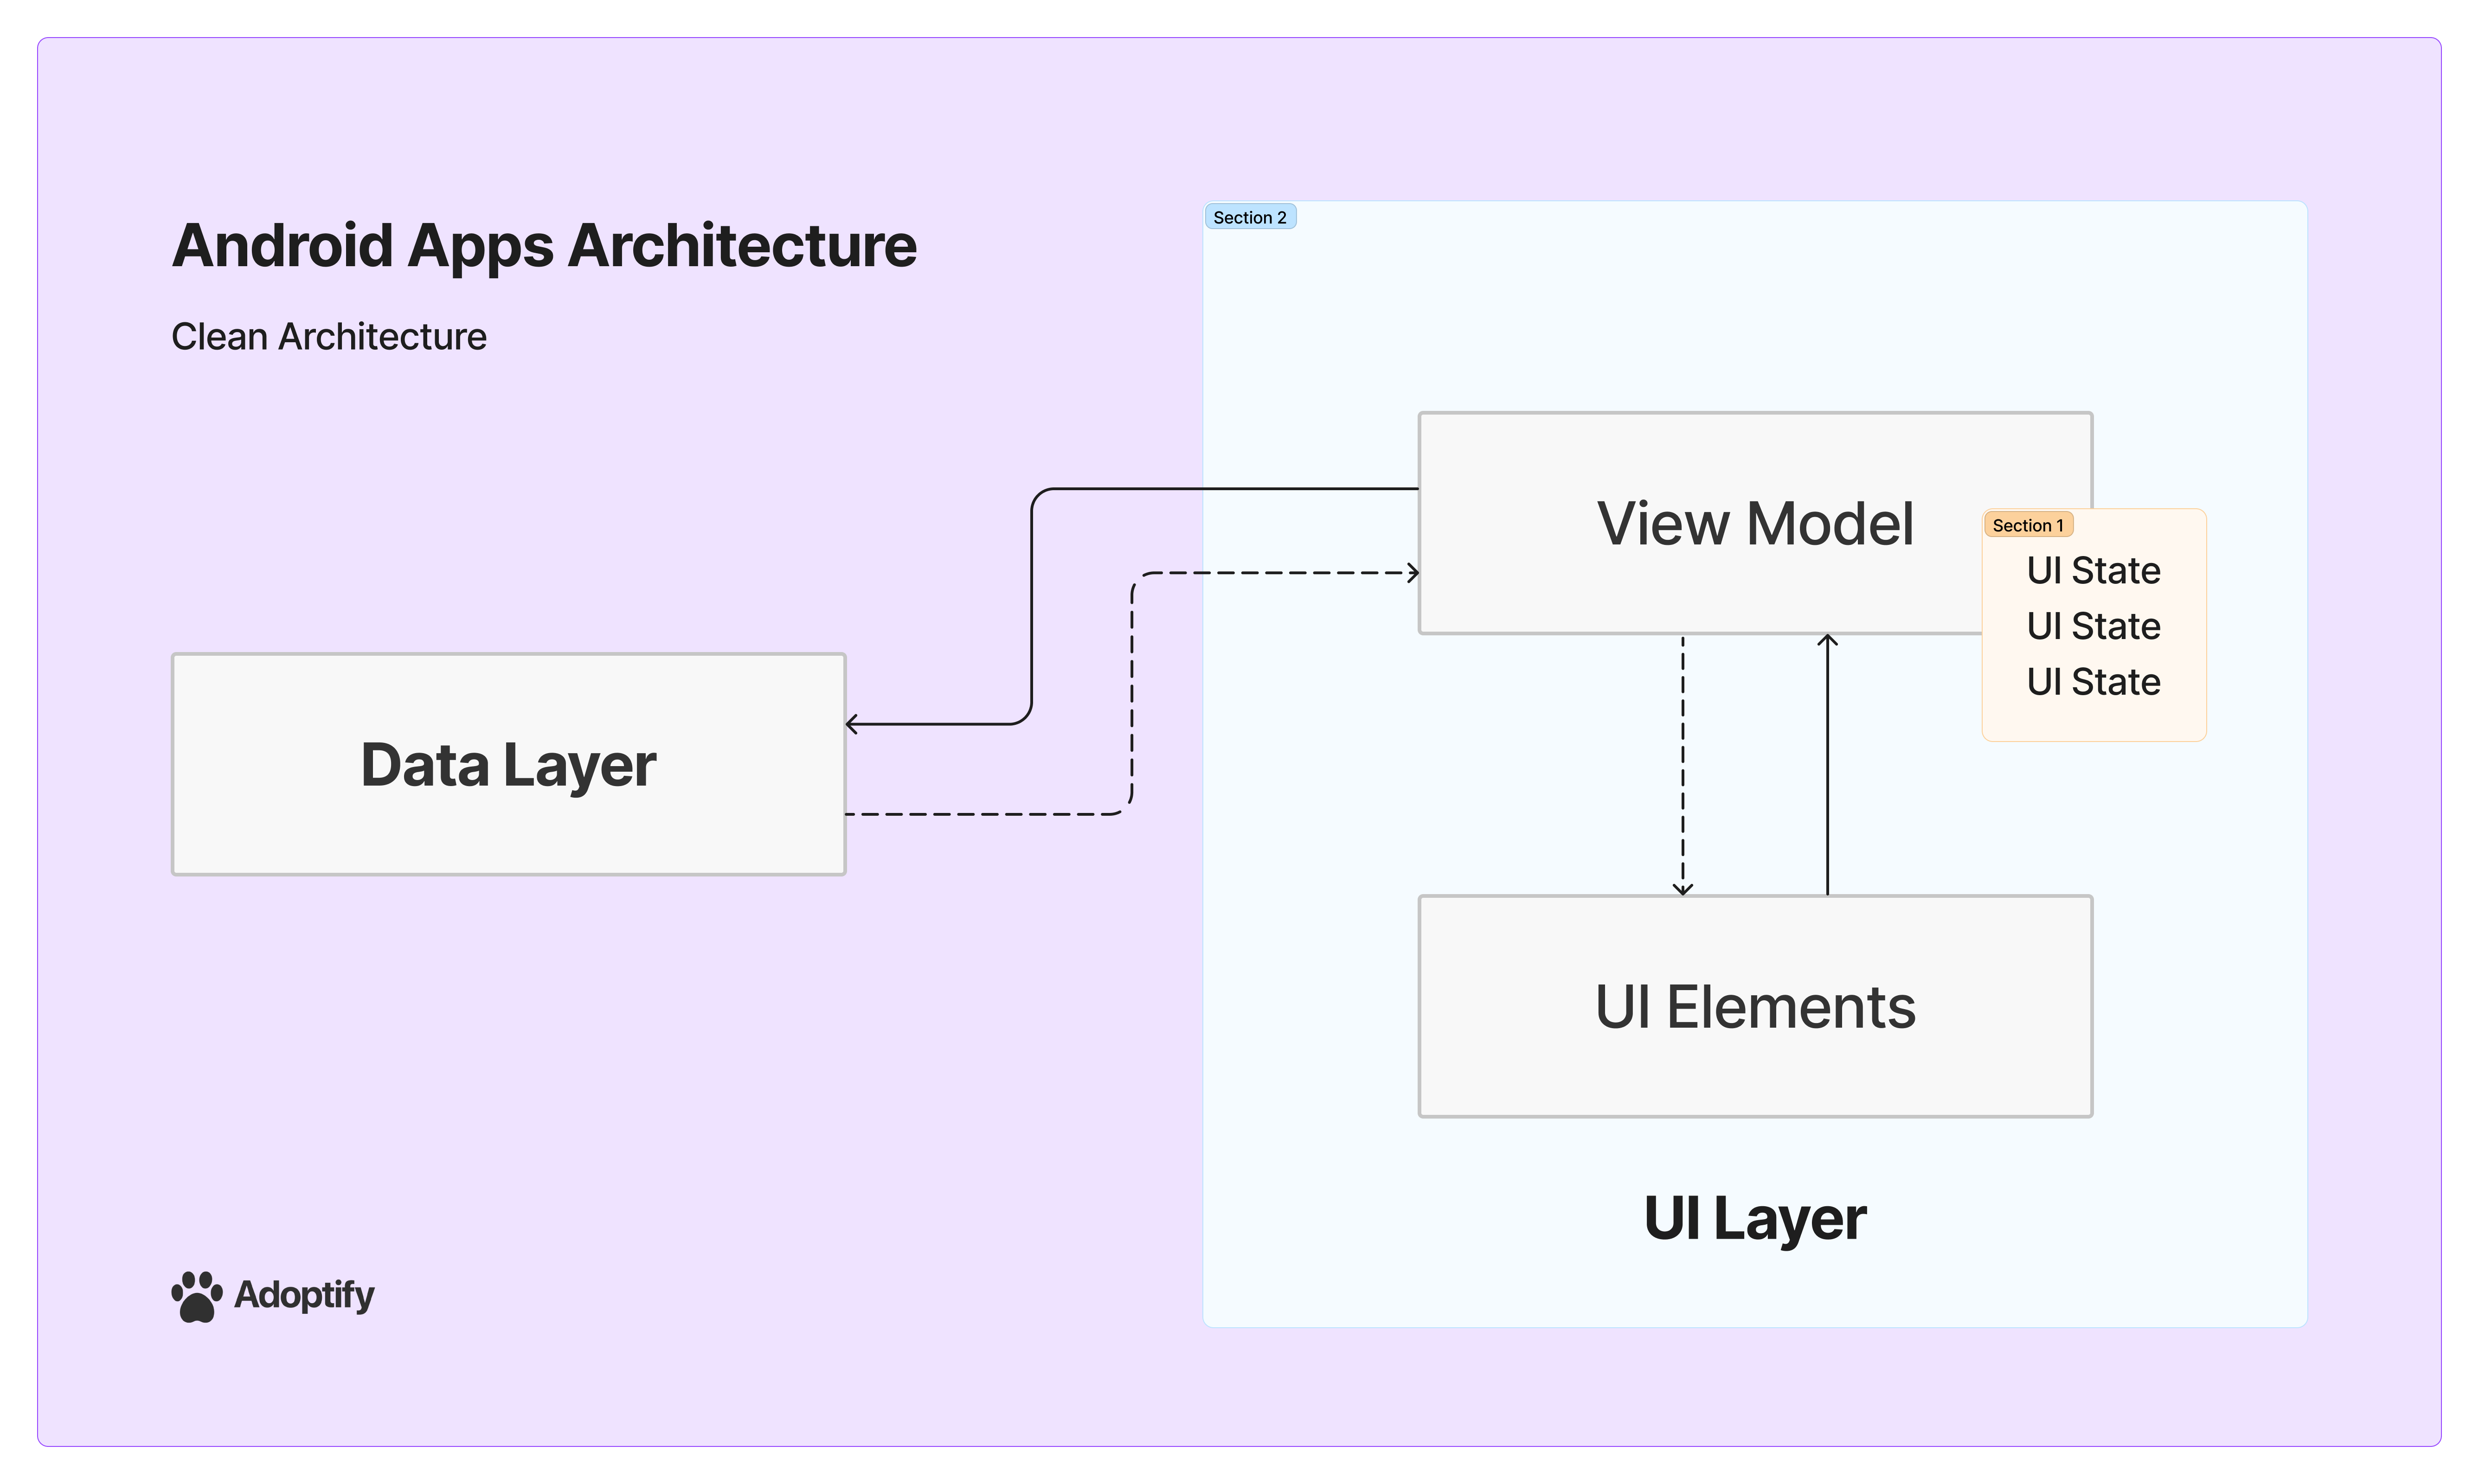 Android Apps Architecture
Clean Architecture
Section 2
View Model
Section 1
UI State
UI State
UI State
Data Layer
UI Elements
UI Layer
Adoptify